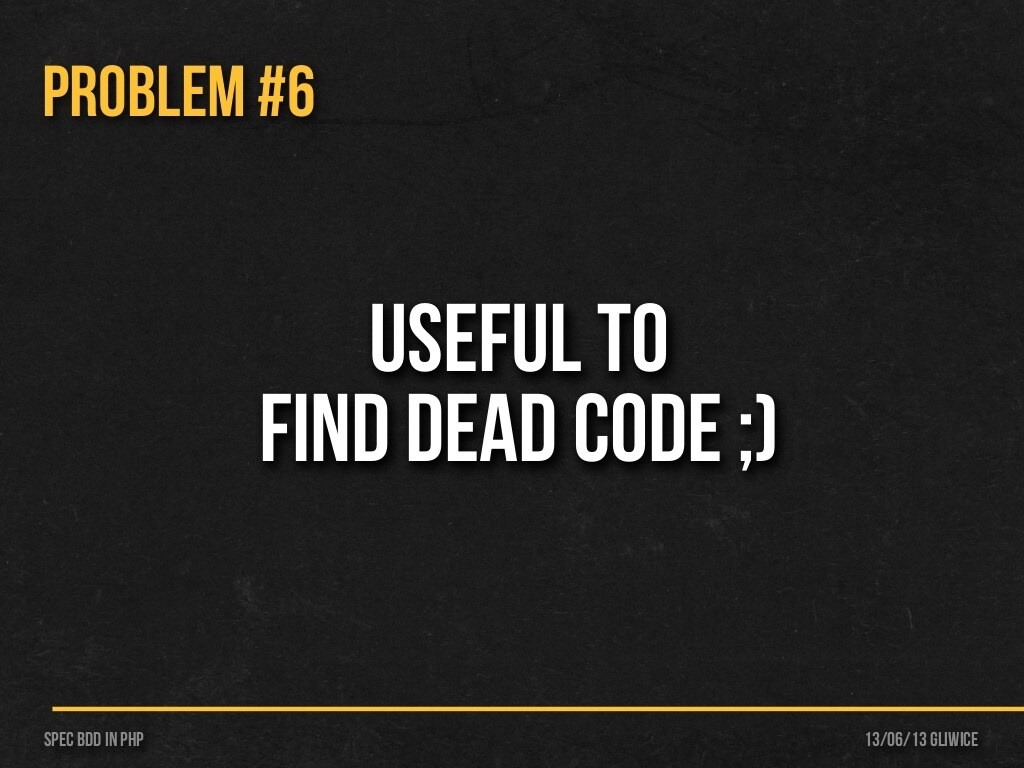 PROBLEM #6
USEFUL TO
FIND DEAD CODE ;)
SPEC BDD IN PHP
13/06/13 GLIWICE